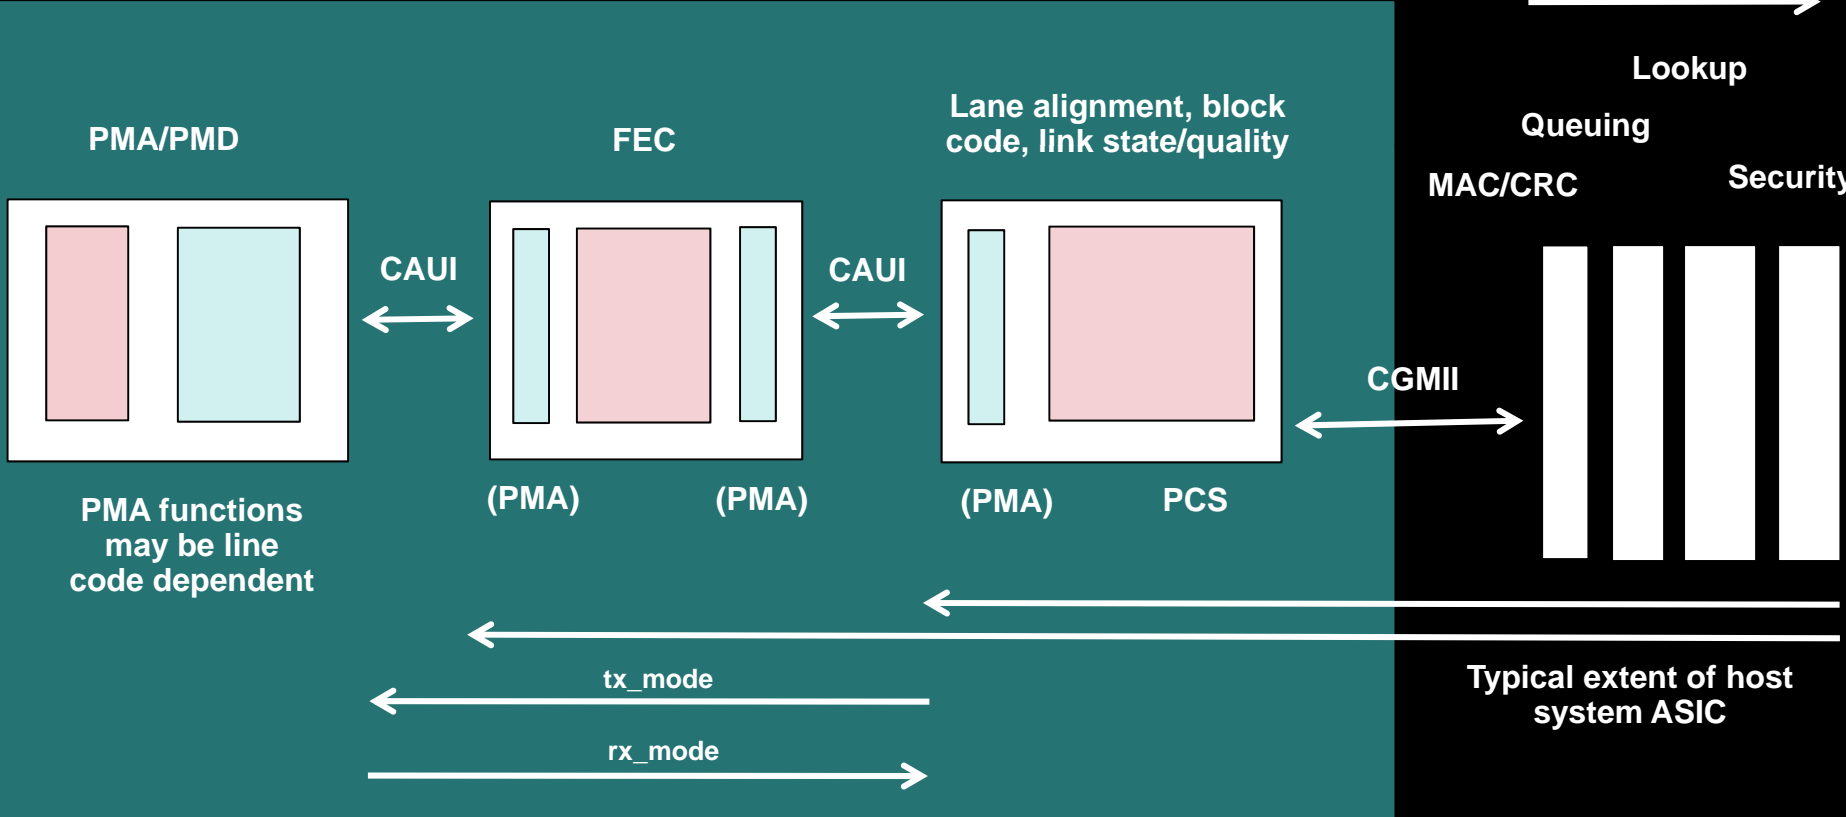 Lookup
Queuing
MAC/CRC
Security
PMA/PMD
FEC
Lane alignment, block
code, link state/quality
CAUI
CAUI
CGMII
(PMA)
(PMA)
(PMA)
PCS
PMA functions
may be line
code dependent
tx_mode
rx_mode
Typical extent of host
system ASIC